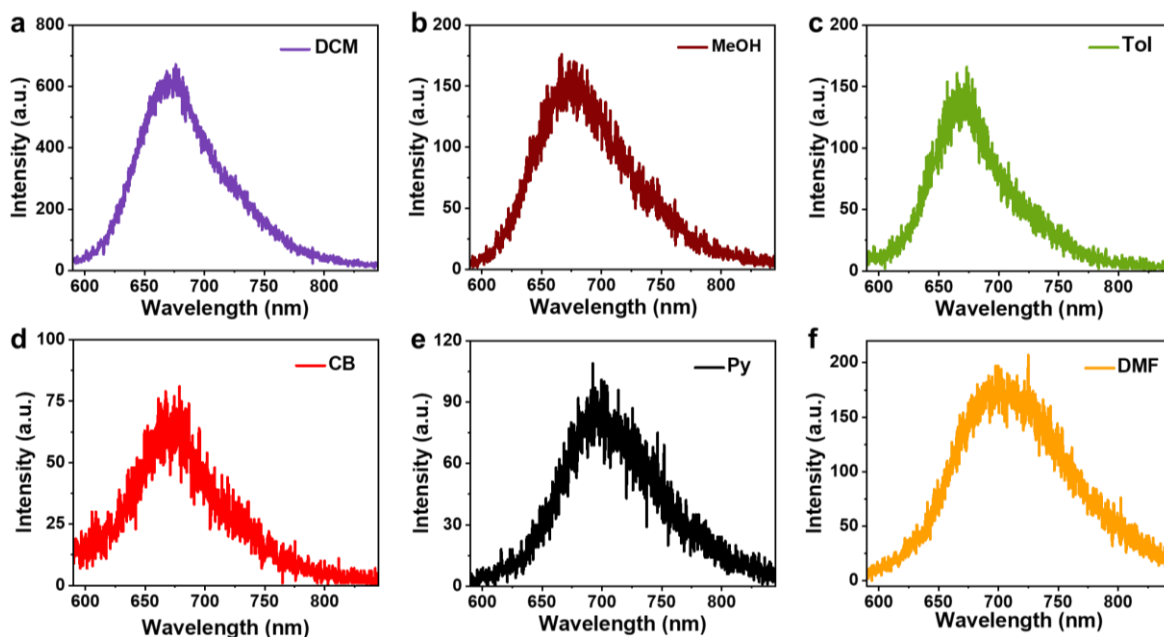 a
DCM
800
600
400
200
0
Intensity (a.u.)
600 650 700 750 800
Wavelength (nm)
b
MeOH
200
150
100
50
0
Intensity (a.u.)
600 650 700 750 800
Wavelength (nm)
c
Tol
200
150
100
50
0
Intensity (a.u.)
600 650 700 750 800
Wavelength (nm)
d
CB
100
75
50
25
0
Intensity (a.u.)
600 650 700 750 800
Wavelength (nm)
e
Py
120
90
60
30
0
Intensity (a.u.)
600 650 700 750 800
Wavelength (nm)
f
DMF
200
150
100
50
0
Intensity (a.u.)
600 650 700 750 800
Wavelength (nm)